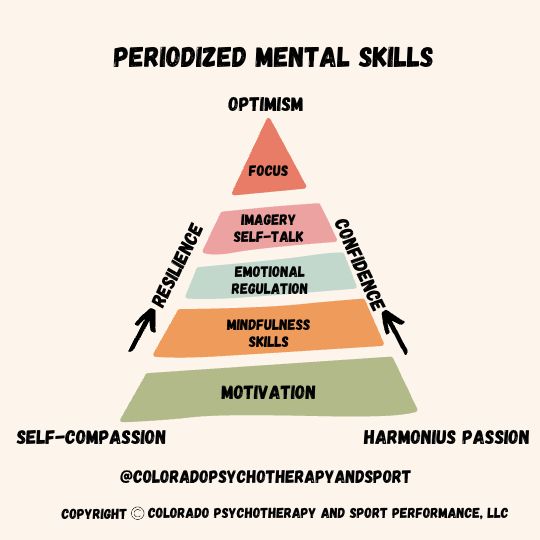 PERIODIZED MENTAL SKILLS
OPTIMISM
FOCUS
IMAGERY
SELF-TALK
RESILIENCE
CONFIDENCE
EMOTIONAL
REGULATION
MINDFULNESS
SKILLS
MOTIVATION
SELF-COMPASSION
HARMONIUS PASSION
@COLORADOPSYCHOTHERAPYANDSPORT
COPYRIGHT © COLORADO PSYCHOTHERAPY AND SPORT PERFORMANCE, LLC